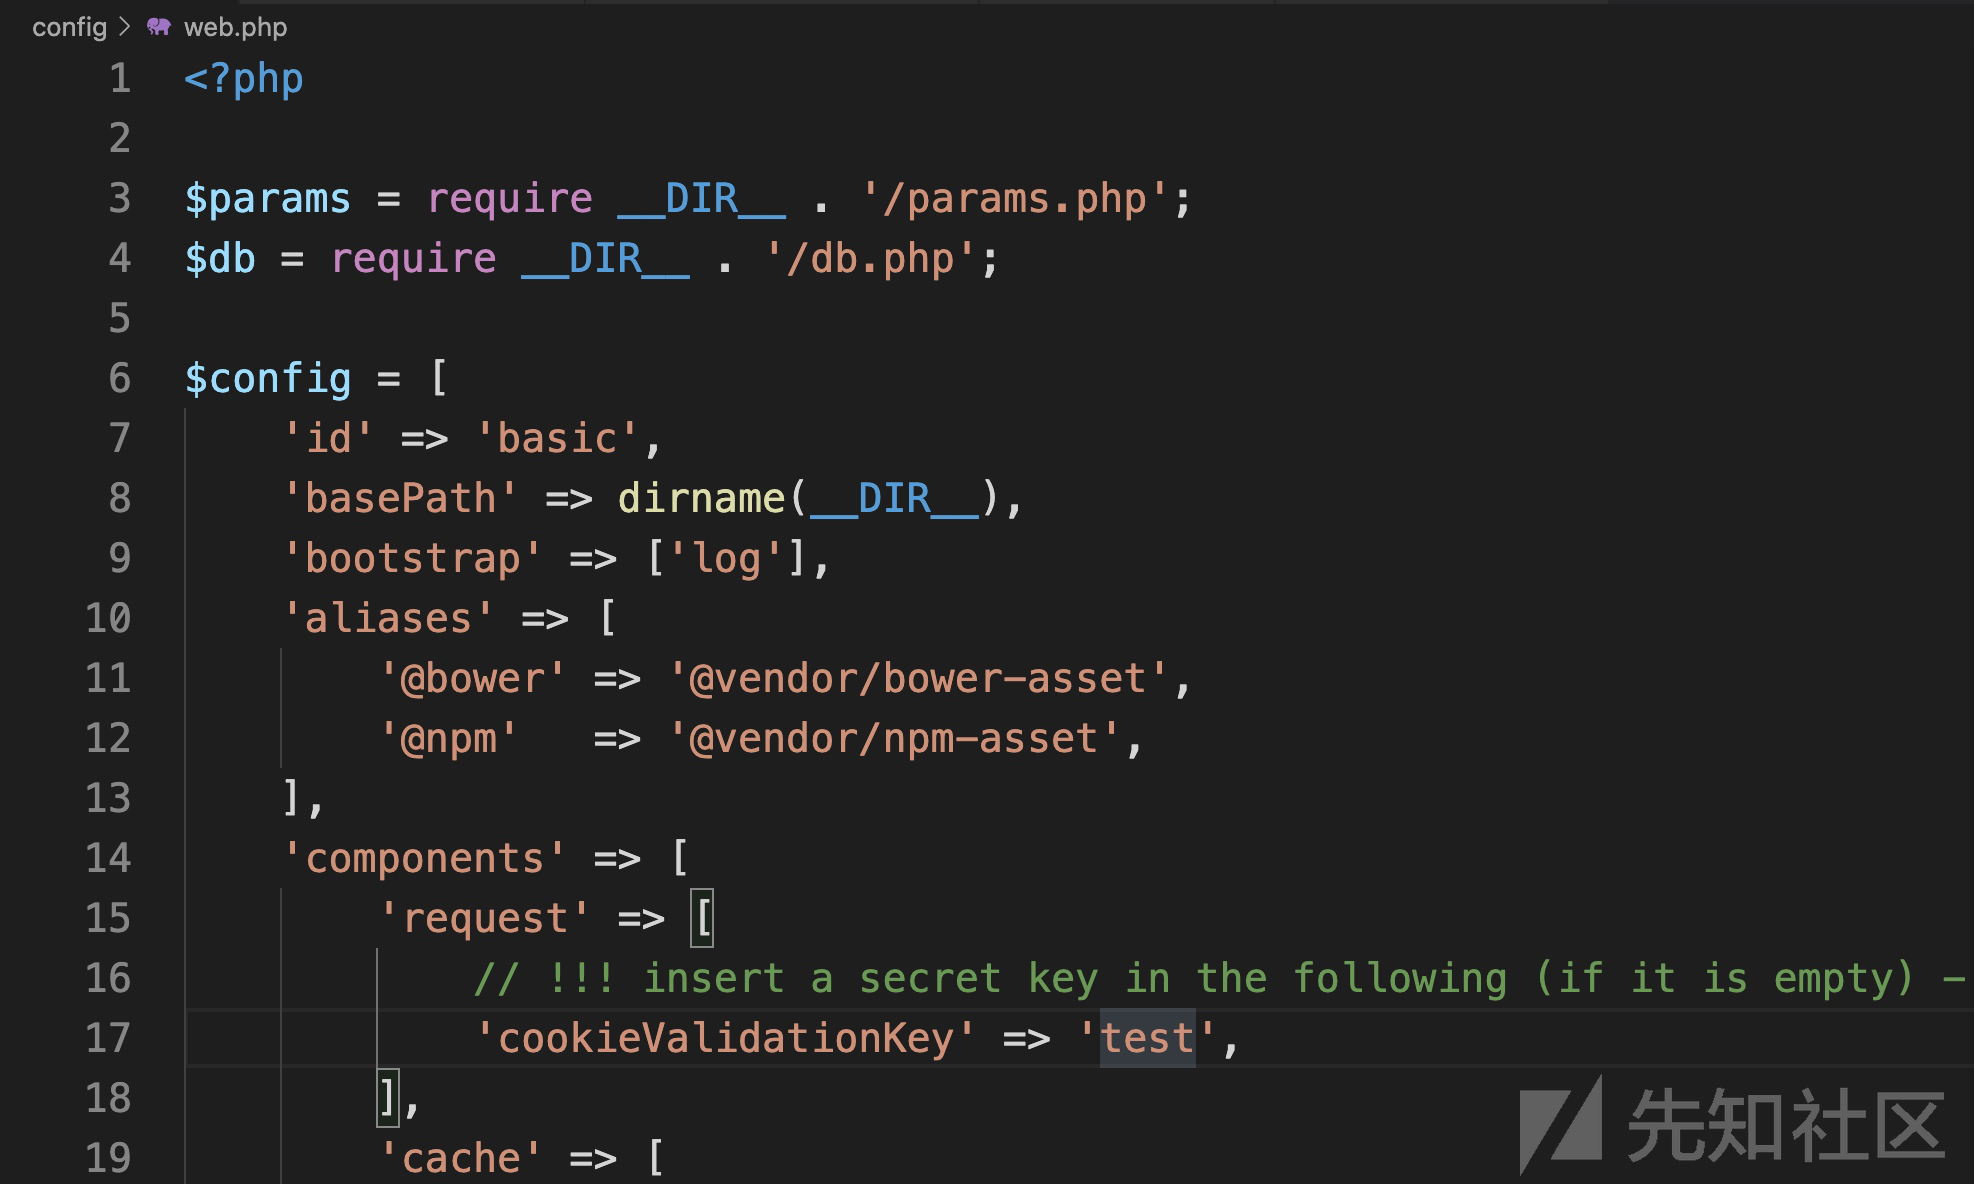 config > web.php
1 <?php
2
3 $params = require __DIR__ . '/params.php';
4 $db = require __DIR__ . '/db.php';
5
6 $config = [
7     'id' => 'basic',
8     'basePath' => dirname(__DIR__),
9     'bootstrap' => ['log'],
10     'aliases' => [
11         '@bower' => '@vendor/bower-asset',
12         '@npm'   => '@vendor/npm-asset',
13     ],
14     'components' => [
15         'request' => [
16             // !!! insert a secret key in the following (if it is empty) -
17             'cookieValidationKey' => 'test',
18         ],
19         'cache' => [
先知社区